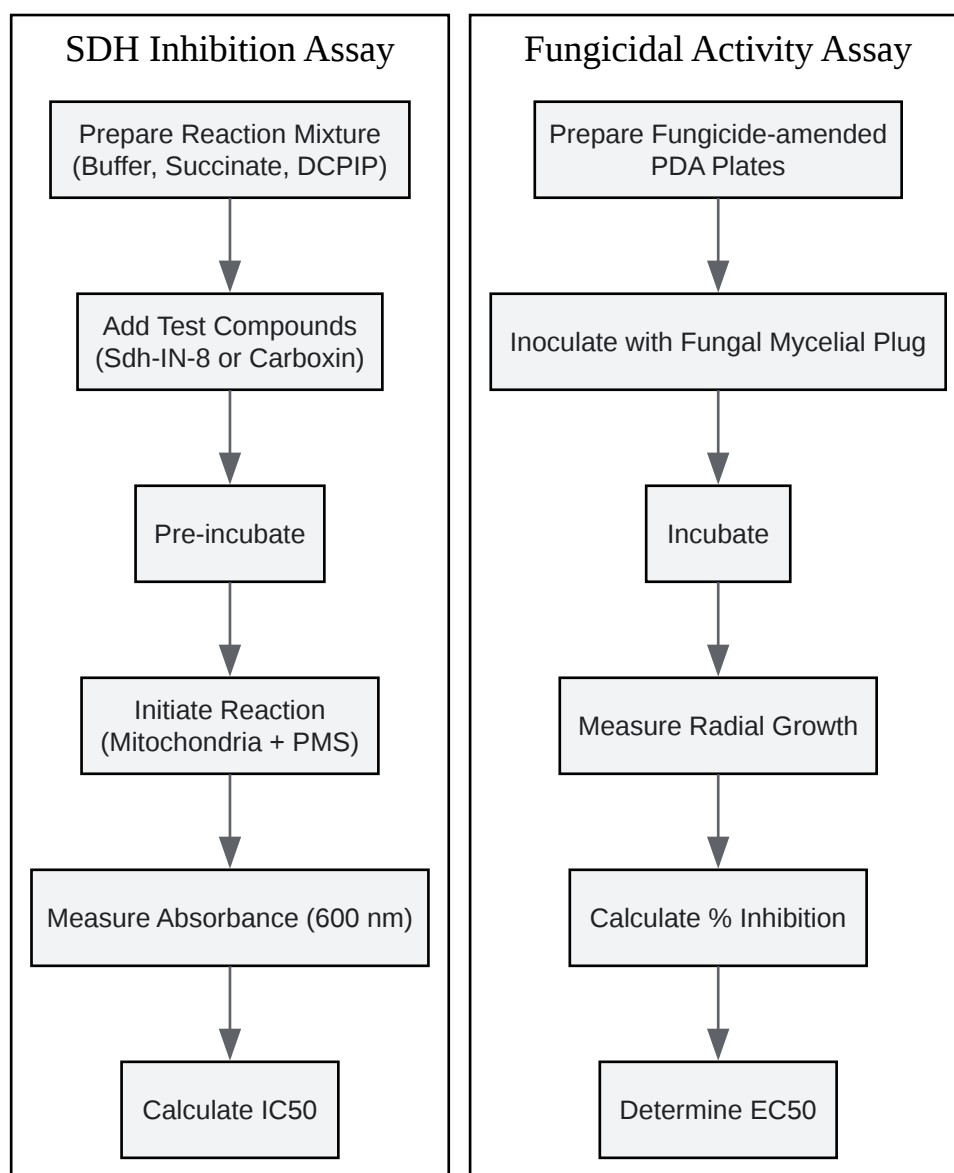 SDH Inhibition Assay
Prepare Reaction Mixture
(Buffer, Succinate, DCPIP)
Add Test Compounds
(Sdh-IN-8 or Carboxin)
Pre-incubate
Initiate Reaction
(Mitochondria + PMS)
Measure Absorbance (600 nm)
Calculate IC50
Fungicidal Activity Assay
Prepare Fungicide-amended
PDA Plates
Inoculate with Fungal Mycelial Plug
Incubate
Measure Radial Growth
Calculate % Inhibition
Determine EC50